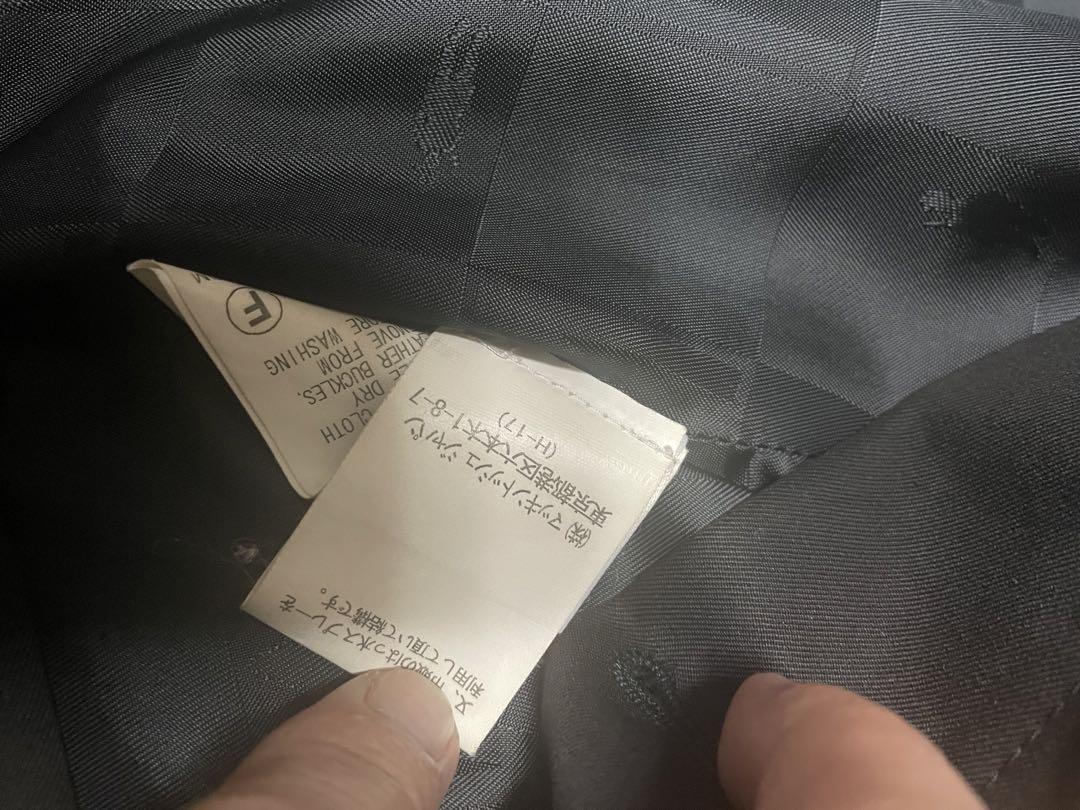 又、市販のはっ水スプレーを
利用して頂いて結構です。
(株) マッキントッシュ ジャパン
東京都港区六本木1-8-7
(H-17)
CLOTH
DRY
BUCKLES.
FROM
WASHING
F